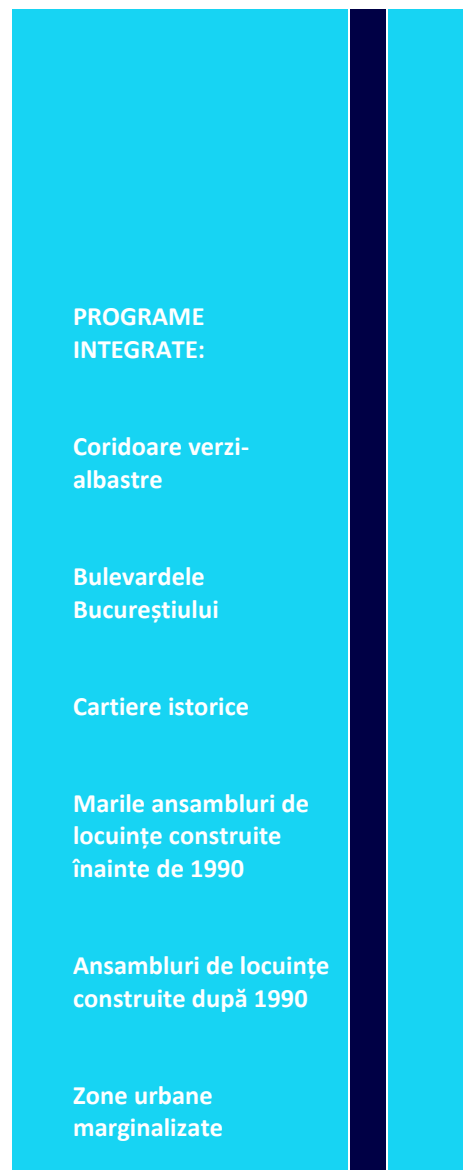 PROGRAME
INTEGRATE:
Coridoare verzi-
albastre
Bulevardele
Bucureștiului
Cartiere istorice
Marile ansambluri de
locuințe construite
înainte de 1990
Ansambluri de locuințe
construite după 1990
Zone urbane
marginalizate